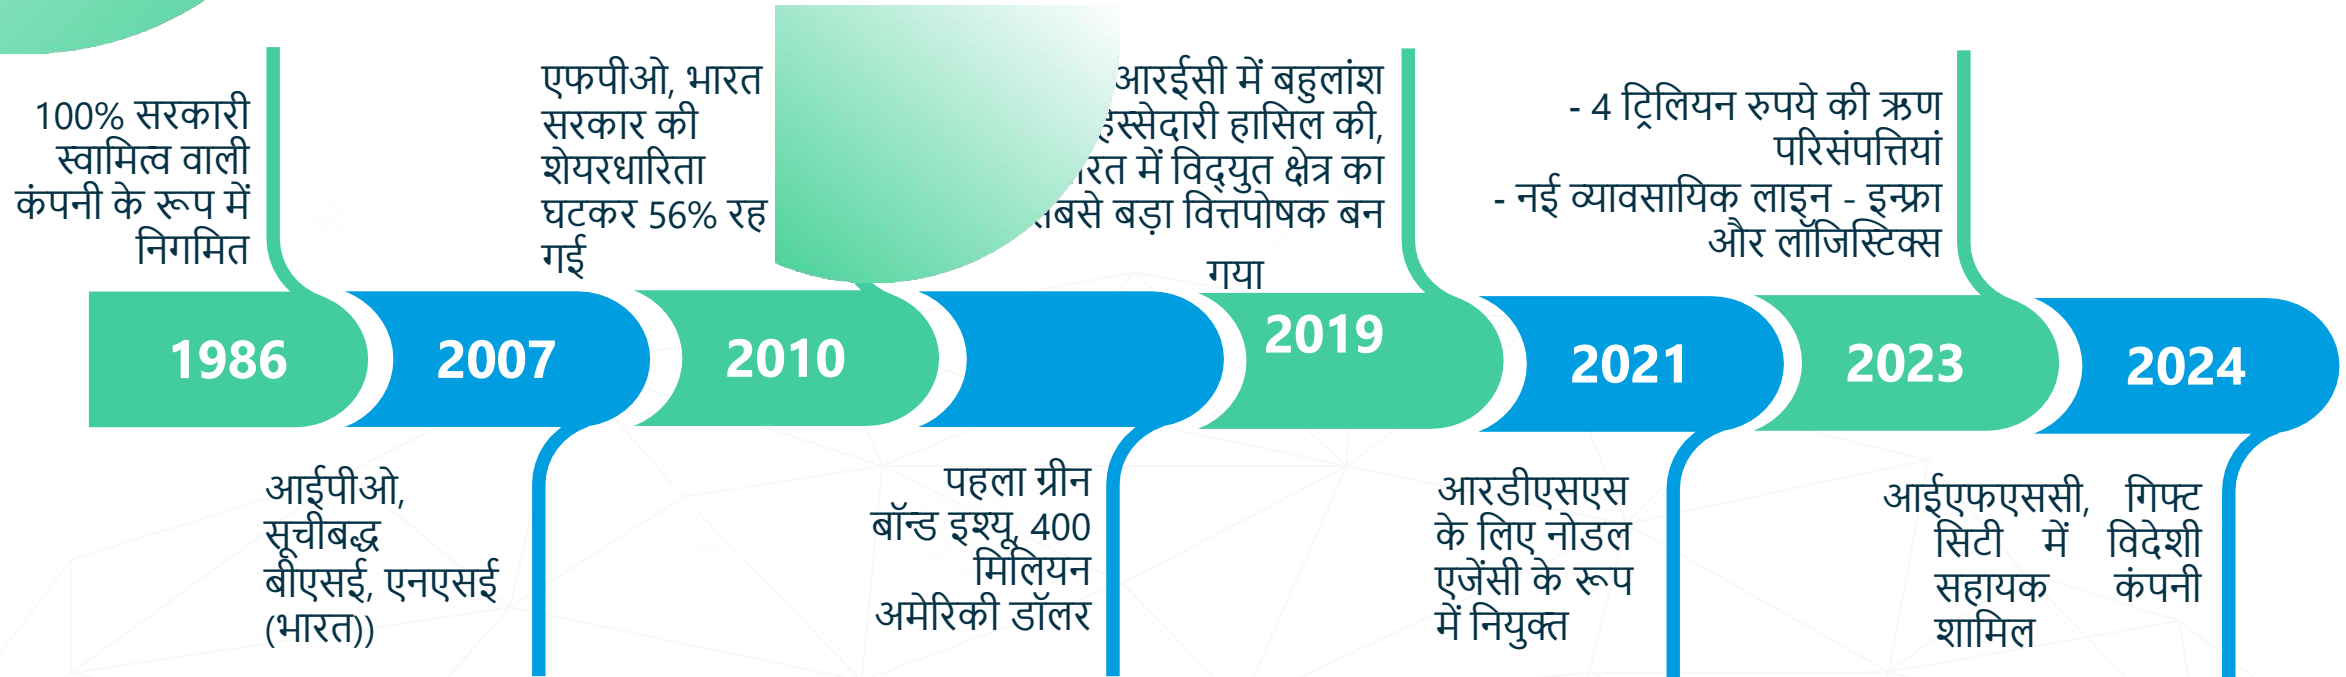 100% सरकारी
स्वामित्व वाली
कंपनी के रूप में
निगमित
एफपीओ, भारत
सरकार की
शेयरधारिता
घटकर 56% रह
गई
आरईसी में बहुलांश
हासिल की,
में विद्युत क्षेत्र का
बड़ा वित्तपोषक बन
गया
- 4 ट्रिलियन रुपये की ऋण
परिसंपत्तियां
- नई व्यावसायिक लाइन - इन्फ्रा
और लॉजिस्टिक्स
1986
2007
2010
2019
2021
2023
2024
आईपीओ,
सूचीबद्ध
बीएसई, एनएसई
(भारत))
पहला ग्रीन
बॉन्ड इश्यू, 400
मिलियन
अमेरिकी डॉलर
आरडीएसएस
के लिए नोडल
एजेंसी के रूप
में नियुक्त
आईएफएससी, गिफ्ट
सिटी में विदेशी
सहायक कंपनी
शामिल